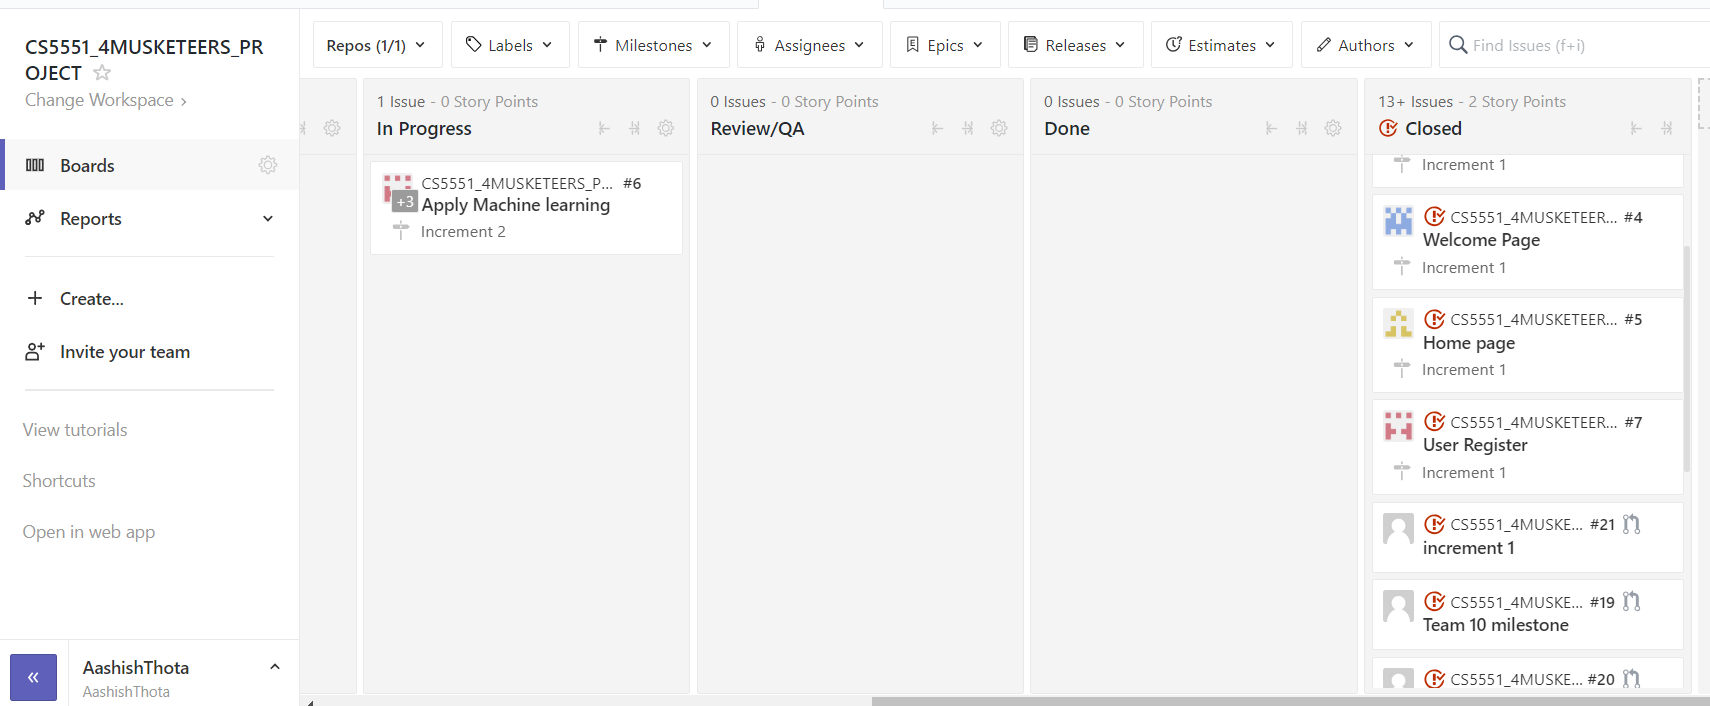 CS5551_4MUSKETEERS_PR
OJECT
Change Workspace
Boards
Reports
Create...
Invite your team
View tutorials
Shortcuts
Open in web app
AashishThota
AashishThota
Repos (1/1)
Labels
Milestones
Assignees
Epics
Releases
Estimates
Authors
Find Issues (f+i)
1 Issue - 0 Story Points
In Progress
CS5551_4MUSKETEERS_P... #6
+3
Apply Machine learning
Increment 2
0 Issues - 0 Story Points
Review/QA
0 Issues - 0 Story Points
Done
13+ Issues - 2 Story Points
Closed
Increment 1
CS5551_4MUSKETEER... #4
Welcome Page
Increment 1
CS5551_4MUSKETEER... #5
Home page
Increment 1
CS5551_4MUSKETEER... #7
User Register
Increment 1
CS5551_4MUSKE... #21
increment 1
CS5551_4MUSKE... #19
Team 10 milestone
CS5551_4MUSKE... #20